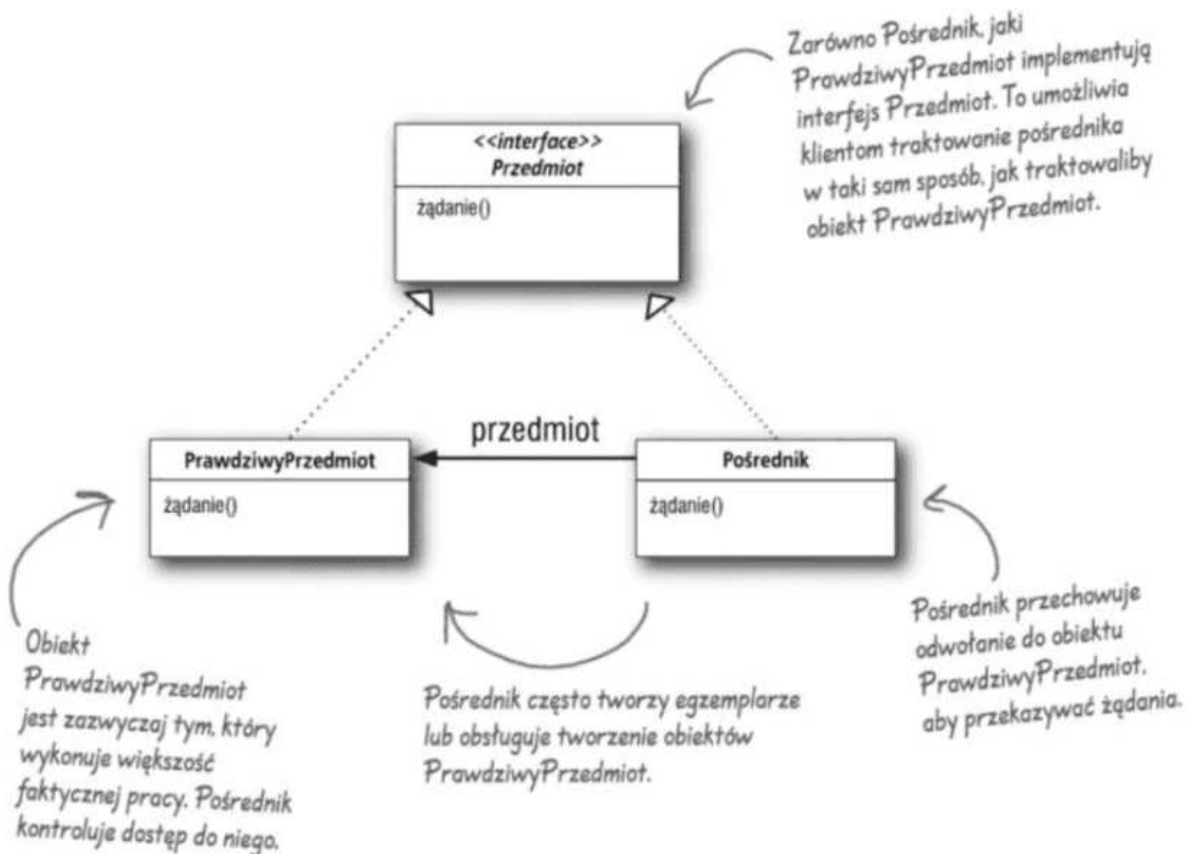 Zarówno Pośrednik, jaki
PrawdziwyPrzedmiot implementują
interfejs Przedmiot. To umożliwia
klientom traktowanie pośrednika
w taki sam sposób, jak traktowaliby
obiekt PrawdziwyPrzedmiot.
<<interface>>
Przedmiot
żądanie()
przedmiot
PrawdziwyPrzedmiot
żądanie()
Pośrednik
żądanie()
Obiekt
PrawdziwyPrzedmiot
jest zazwyczaj tym, który
wykonuje większość
faktycznej pracy. Pośrednik
kontroluje dostęp do niego.
Pośrednik często tworzy egzemplarze
lub obsługuje tworzenie obiektów
PrawdziwyPrzedmiot.
Pośrednik przechowuje
odwołanie do obiektu
PrawdziwyPrzedmiot,
aby przekazywać żądania.